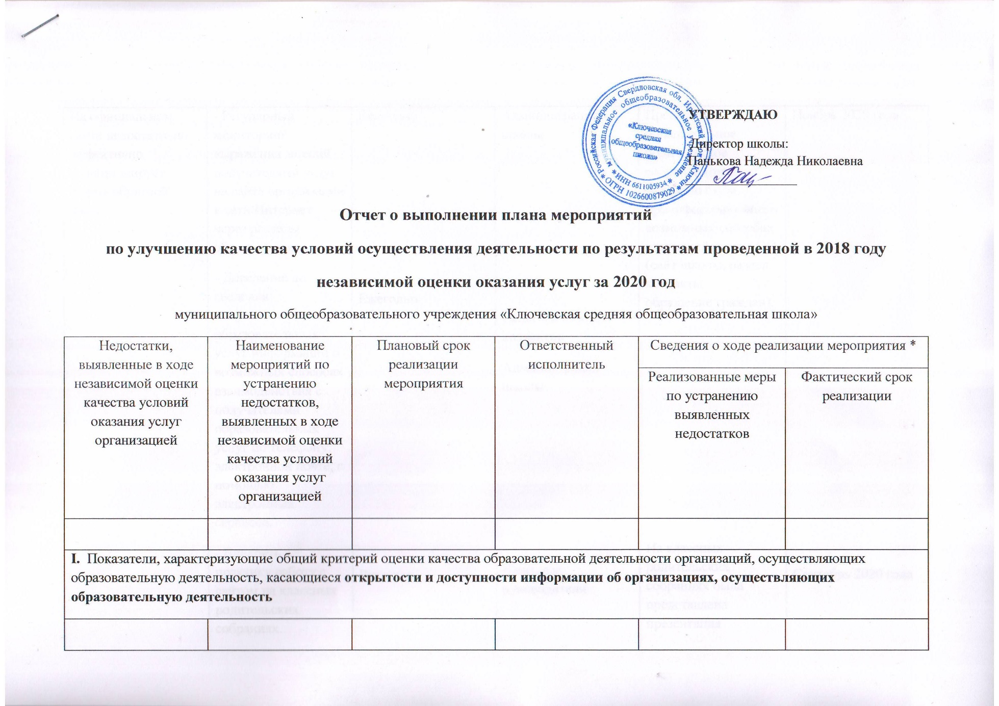 УТВЕРЖДАЮ
Директор школы:
Панькова Надежда Николаевна
* Российская Федерация Свердловская обл. Ирбитский
* ОГРН 1026600879029 *
муниципальное общеобразовательное учреждение
* ИНН 6611005934 *
«Ключевская
средняя
общеобразовательная
школа»
Отчет о выполнении плана мероприятий
по улучшению качества условий осуществления деятельности по результатам проведенной в 2018 году
независимой оценки оказания услуг за 2020 год
муниципального общеобразовательного учреждения «Ключевская средняя общеобразовательная школа»
Недостатки,
выявленные в ходе
независимой оценки
качества условий
оказания услуг
организацией
Наименование
мероприятий по
устранению
недостатков,
выявленных в ходе
независимой оценки
качества условий
оказания услуг
организацией
Плановый срок
реализации
мероприятия
Ответственный
исполнитель
Сведения о ходе реализации мероприятия *
Реализованные меры
по устранению
выявленных
недостатков
Фактический срок
реализации
I. Показатели, характеризующие общий критерий оценки качества образовательной деятельности организаций, осуществляющих
образовательную деятельность, касающиеся открытости и доступности информации об организациях, осуществляющих
образовательную деятельность